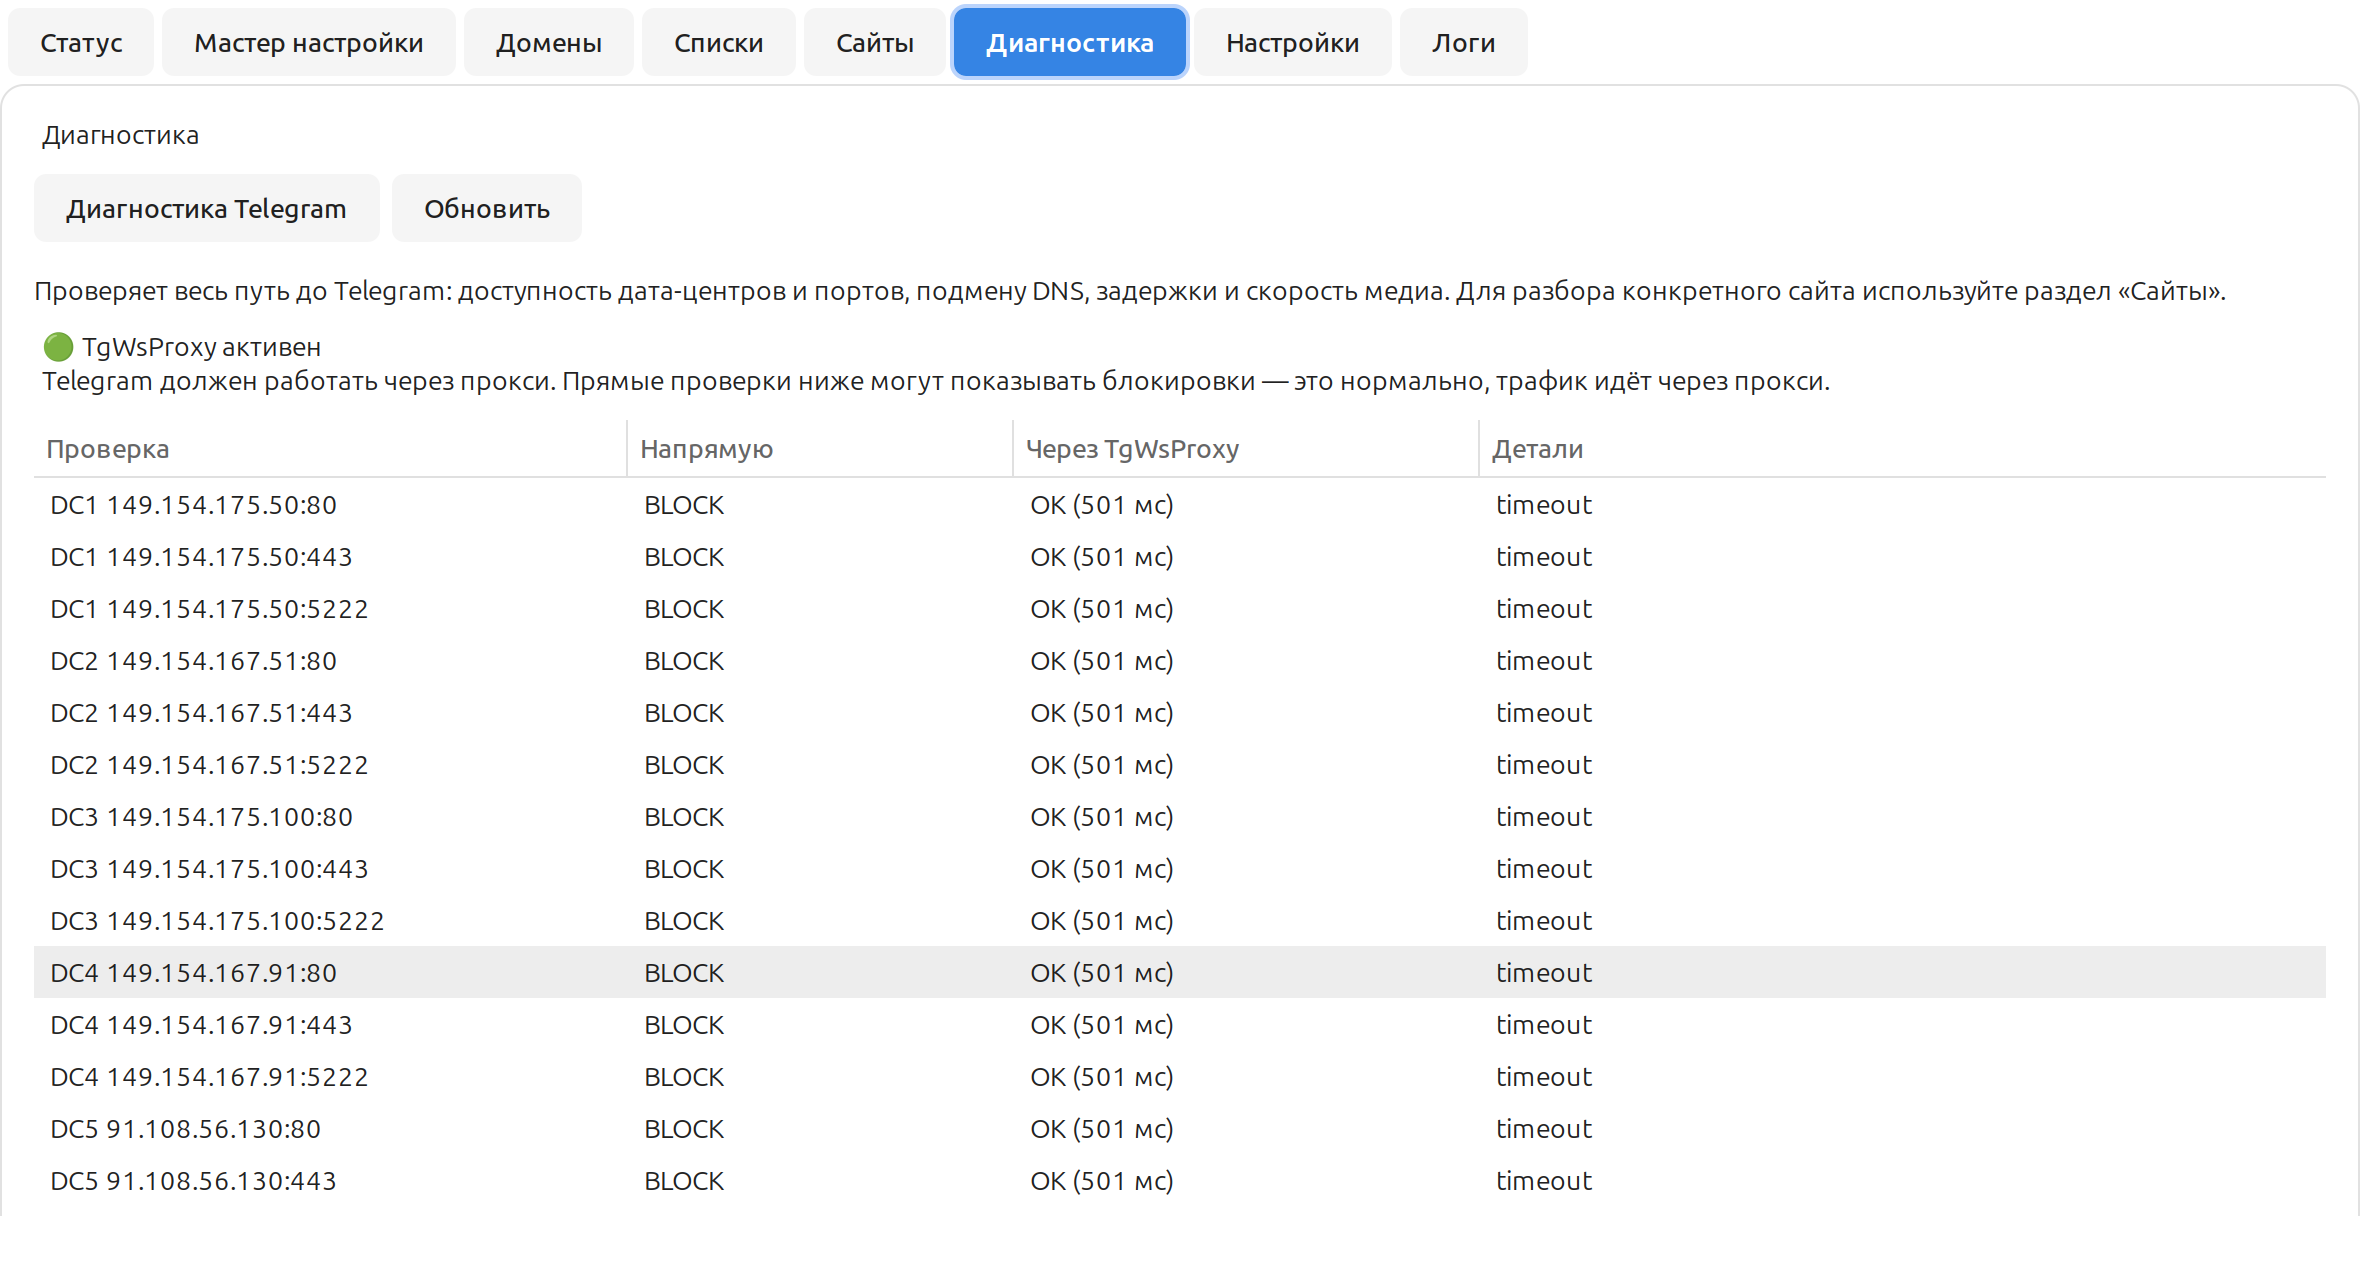 Статус Мастер настройки Домены Списки Сайты Диагностика Настройки Логи
Диагностика
Диагностика Telegram Обновить
Проверяет весь путь до Telegram: доступность дата-центров и портов, подмену DNS, задержки и скорость медиа. Для разбора конкретного сайта используйте раздел «Сайты».
TgWsProxy активен
Telegram должен работать через прокси. Прямые проверки ниже могут показывать блокировки — это нормально, трафик идёт через прокси.
Проверка Напрямую Через TgWsProxy Детали
DC1 149.154.175.50:80 BLOCK OK (501 мс) timeout
DC1 149.154.175.50:443 BLOCK OK (501 мс) timeout
DC1 149.154.175.50:5222 BLOCK OK (501 мс) timeout
DC2 149.154.167.51:80 BLOCK OK (501 мс) timeout
DC2 149.154.167.51:443 BLOCK OK (501 мс) timeout
DC2 149.154.167.51:5222 BLOCK OK (501 мс) timeout
DC3 149.154.175.100:80 BLOCK OK (501 мс) timeout
DC3 149.154.175.100:443 BLOCK OK (501 мс) timeout
DC3 149.154.175.100:5222 BLOCK OK (501 мс) timeout
DC4 149.154.167.91:80 BLOCK OK (501 мс) timeout
DC4 149.154.167.91:443 BLOCK OK (501 мс) timeout
DC4 149.154.167.91:5222 BLOCK OK (501 мс) timeout
DC5 91.108.56.130:80 BLOCK OK (501 мс) timeout
DC5 91.108.56.130:443 BLOCK OK (501 мс) timeout